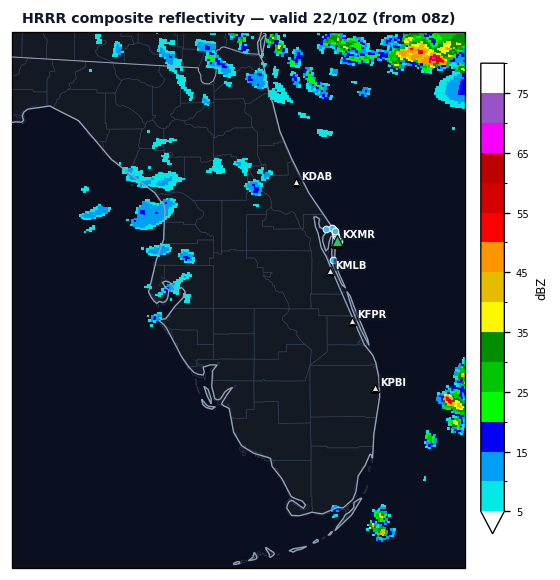 HRRR composite reflectivity — valid 22/10Z (from 08z)
KDAB
KXMR
KMLB
KFPR
KPBI
75
65
55
45
35
25
15
5
dBZ